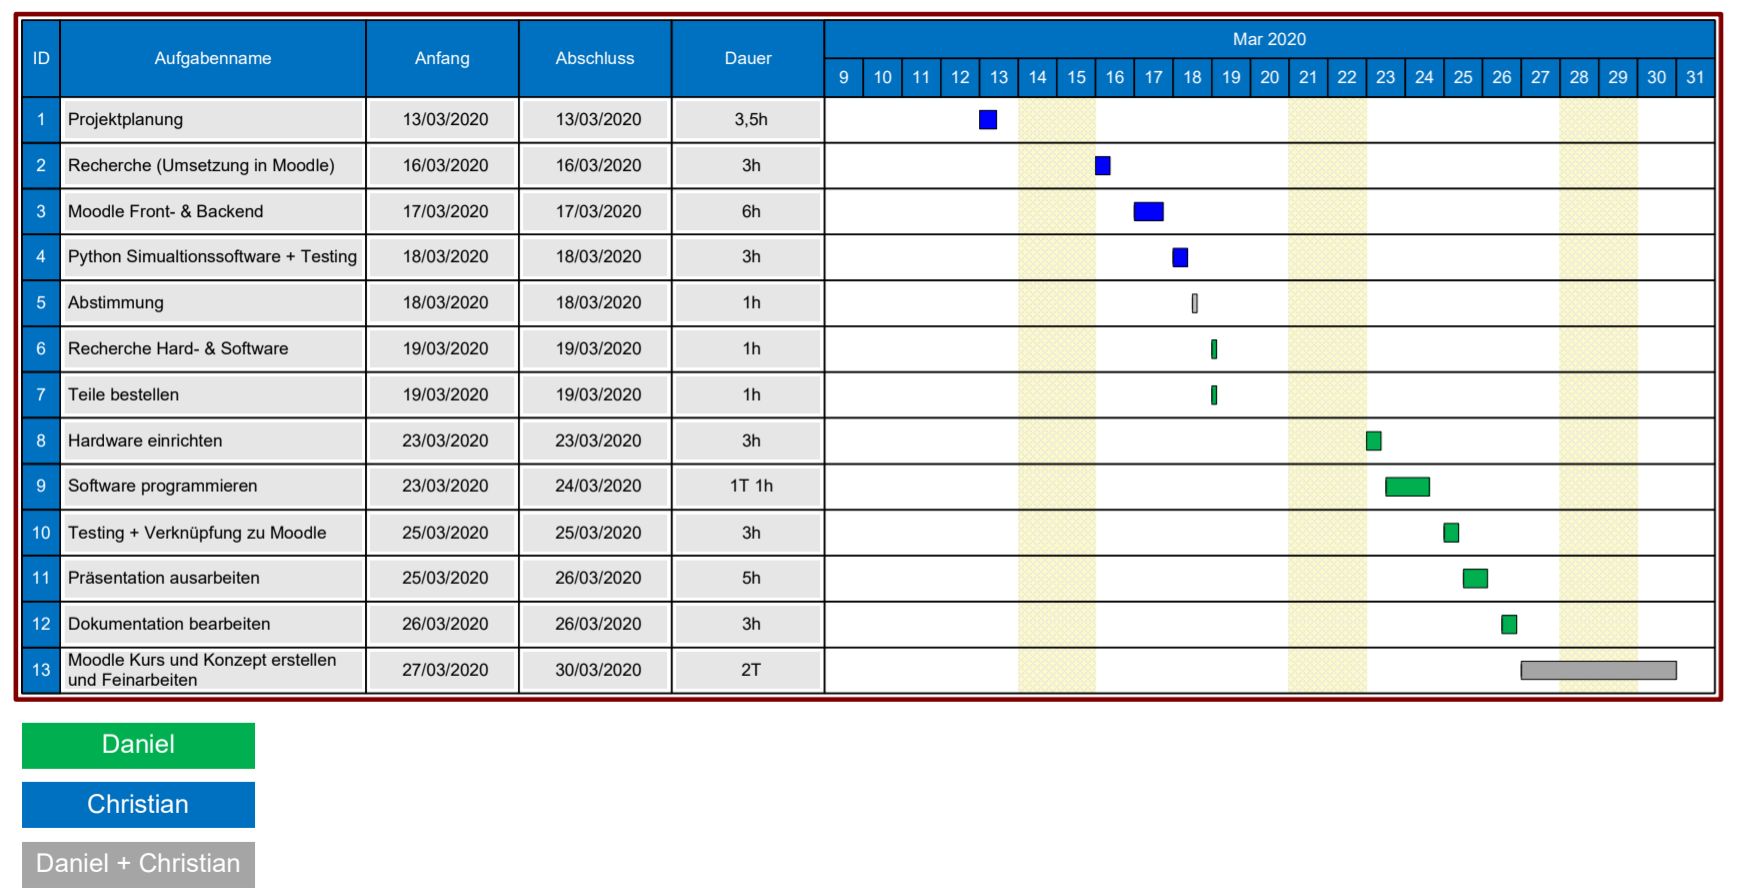 ID Aufgabenname Anfang Abschluss Dauer Mar 2020
9 10 11 12 13 14 15 16 17 18 19 20 21 22 23 24 25 26 27 28 29 30 31
1 Projektplanung 13/03/2020 13/03/2020 3,5h
2 Recherche (Umsetzung in Moodle) 16/03/2020 16/03/2020 3h
3 Moodle Front- & Backend 17/03/2020 17/03/2020 6h
4 Python Simualtionssoftware + Testing 18/03/2020 18/03/2020 3h
5 Abstimmung 18/03/2020 18/03/2020 1h
6 Recherche Hard- & Software 19/03/2020 19/03/2020 1h
7 Teile bestellen 19/03/2020 19/03/2020 1h
8 Hardware einrichten 23/03/2020 23/03/2020 3h
9 Software programmieren 23/03/2020 24/03/2020 1T 1h
10 Testing + Verknüpfung zu Moodle 25/03/2020 25/03/2020 3h
11 Präsentation ausarbeiten 25/03/2020 26/03/2020 5h
12 Dokumentation bearbeiten 26/03/2020 26/03/2020 3h
13 Moodle Kurs und Konzept erstellen
und Feinarbeiten 27/03/2020 30/03/2020 2T
Daniel
Christian
Daniel + Christian